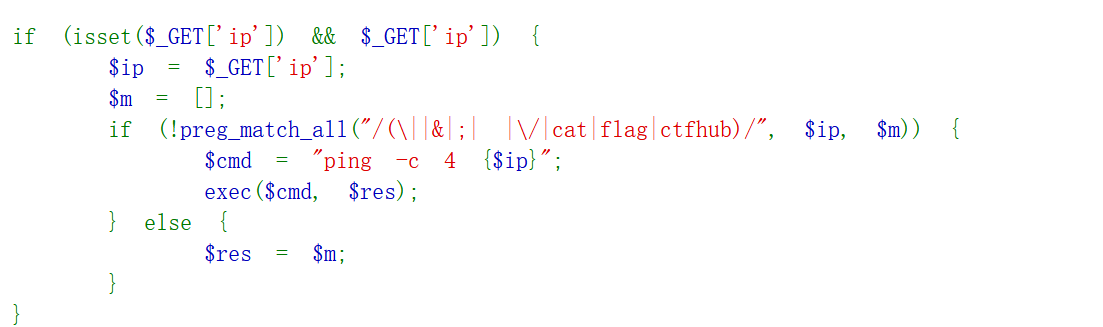 if (isset($_GET['ip']) && $_GET['ip']) {
$ip = $_GET['ip'];
$m = [];
if (!preg_match_all("/(\||&|;| |\/|cat|flag|ctfhub)/", $ip, $m)) {
$cmd = "ping -c 4 {$ip}";
exec($cmd, $res);
} else {
$res = $m;
}
}